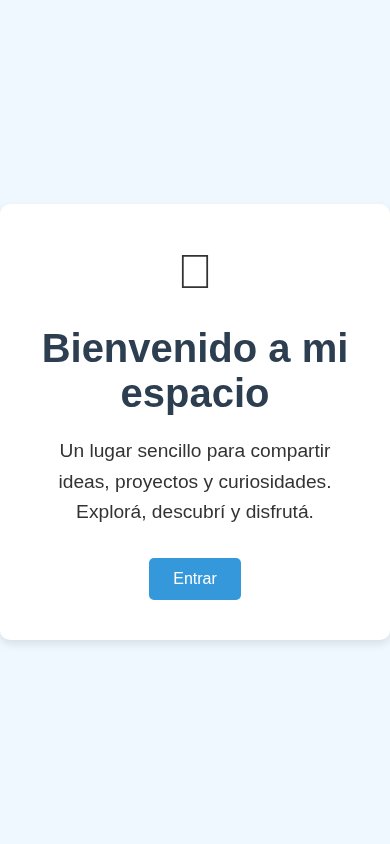 Bienvenido a mi
espacio
Un lugar sencillo para compartir
ideas, proyectos y curiosidades.
Explorá, descubrí y disfrutá.
Entrar